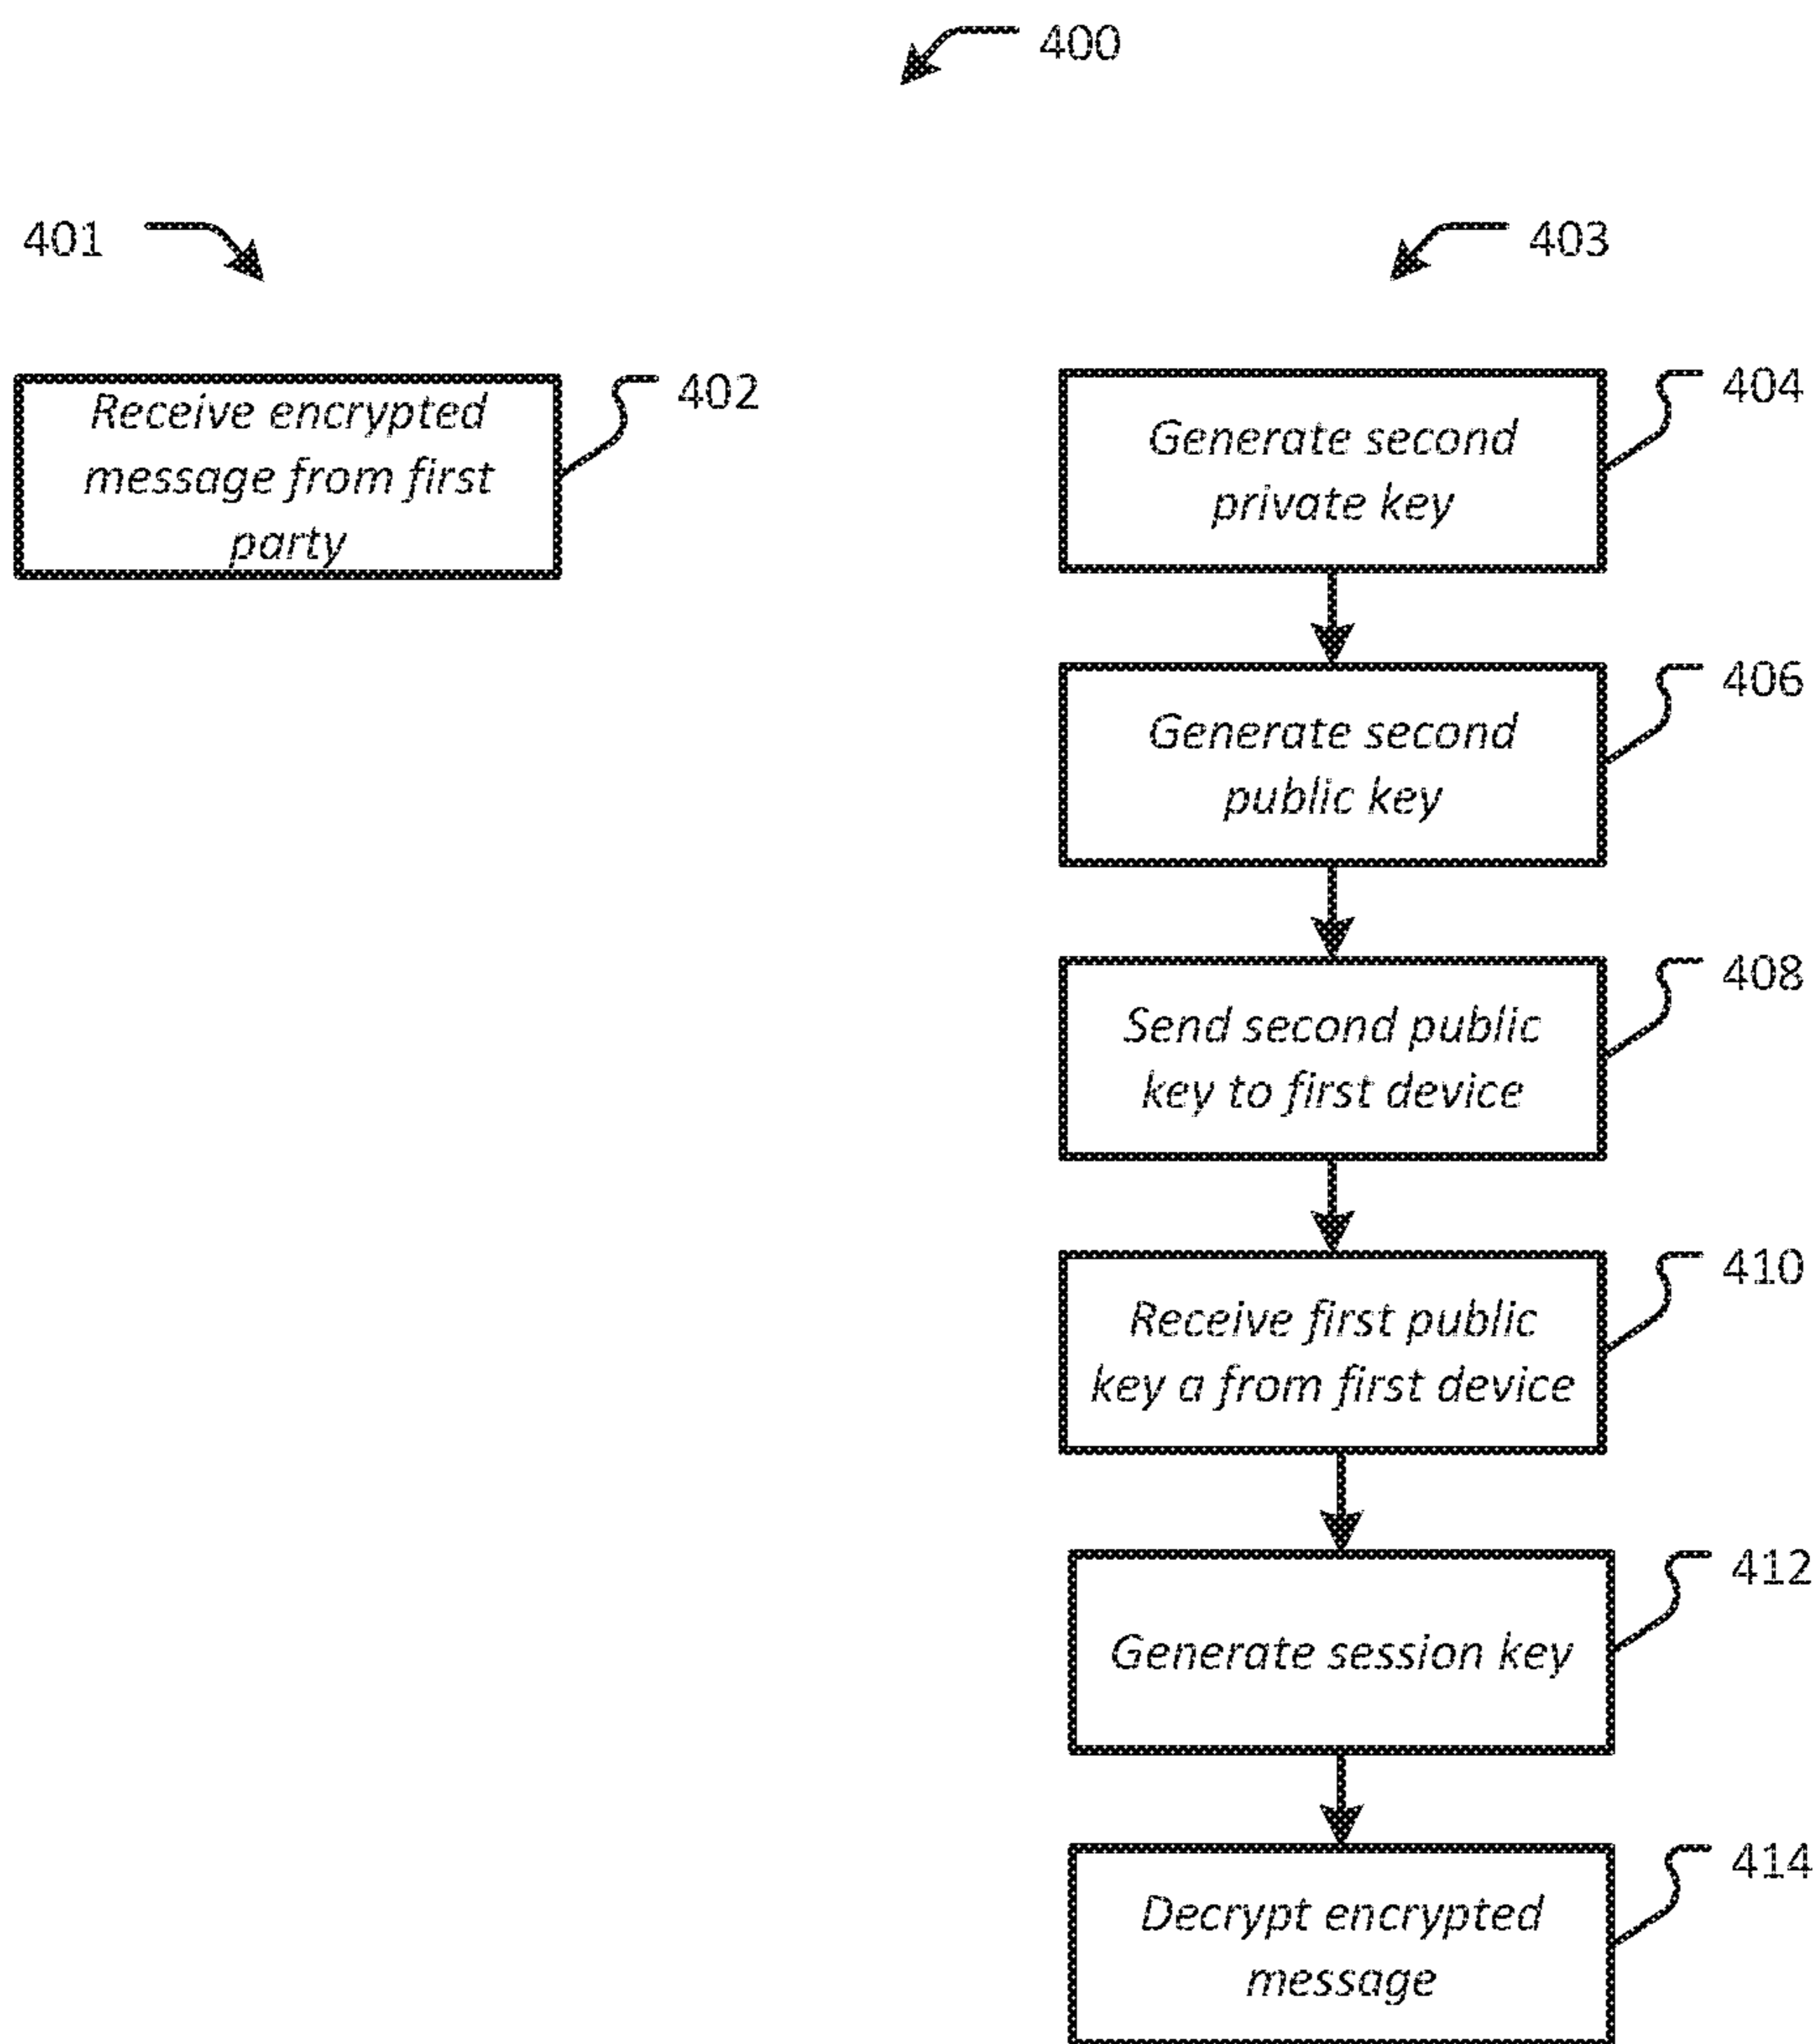 400
401
403
Receive encrypted
message from first
party
402
Generate second
private key
404
Generate second
public key
406
Send second public
key to first device
408
Receive first public
key a from first device
410
Generate session key
412
Decrypt encrypted
message
414